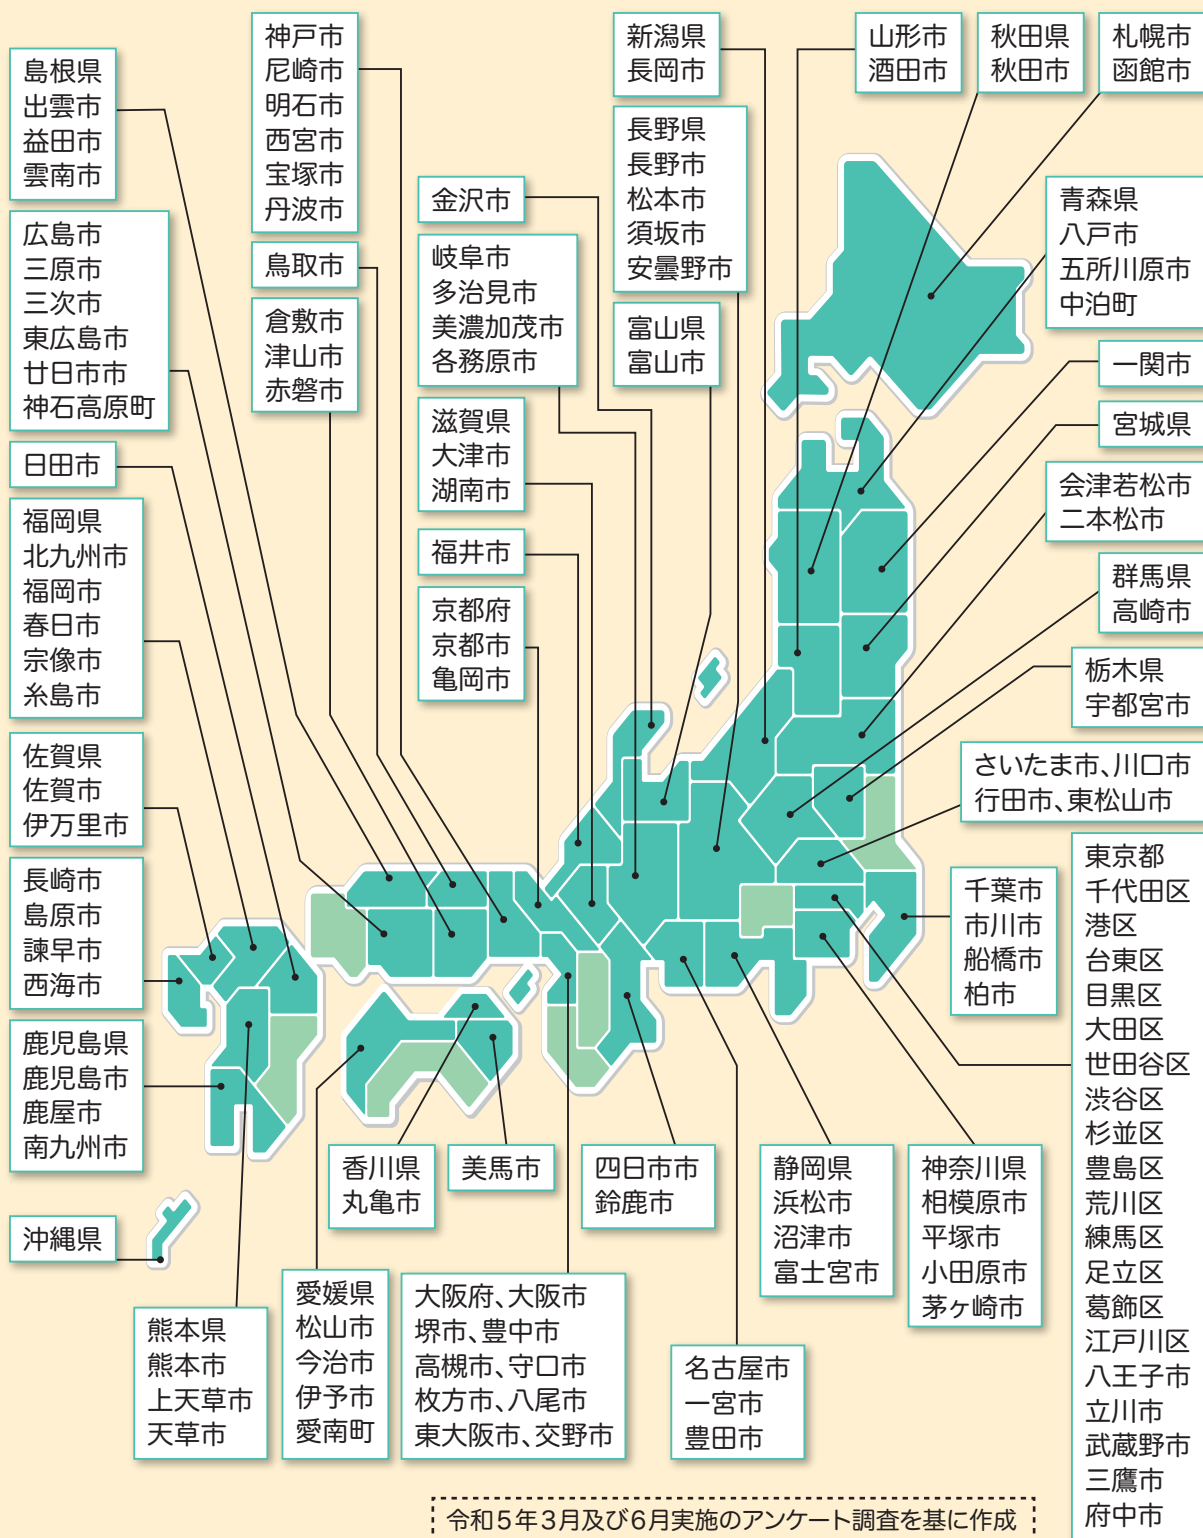 島根県
出雲市
益田市
雲南市
広島市
三原市
三次市
東広島市
廿日市市
神石高原町
日田市
福岡県
北九州市
福岡市
春日市
宗像市
糸島市
佐賀県
佐賀市
伊万里市
長崎市
島原市
諫早市
西海市
鹿児島県
鹿児島市
鹿屋市
南九州市
沖縄県
神戸市
尼崎市
明石市
西宮市
宝塚市
丹波市
鳥取市
倉敷市
津山市
赤磐市
金沢市
岐阜市
多治見市
美濃加茂市
各務原市
滋賀県
大津市
湖南市
福井市
京都府
京都市
亀岡市
新潟県
長岡市
長野県
長野市
松本市
須坂市
安曇野市
富山県
富山市
山形市
酒田市
秋田県
秋田市
札幌市
函館市
青森県
八戸市
五所川原市
中泊町
一関市
宮城県
会津若松市
二本松市
群馬県
高崎市
栃木県
宇都宮市
さいたま市、川口市
行田市、東松山市
千葉市
市川市
船橋市
柏市
東京都
千代田区
港区
台東区
目黒区
大田区
世田谷区
渋谷区
杉並区
豊島区
荒川区
練馬区
足立区
葛飾区
江戸川区
八王子市
立川市
武蔵野市
三鷹市
府中市
熊本県
熊本市
上天草市
天草市
香川県
丸亀市
美馬市
愛媛県
松山市
今治市
伊予市
愛南町
大阪府、大阪市
堺市、豊中市
高槻市、守口市
枚方市、八尾市
東大阪市、交野市
四日市市
鈴鹿市
名古屋市
一宮市
豊田市
静岡県
浜松市
沼津市
富士宮市
神奈川県
相模原市
平塚市
小田原市
茅ヶ崎市
令和5年3月及び6月実施のアンケート調査を基に作成